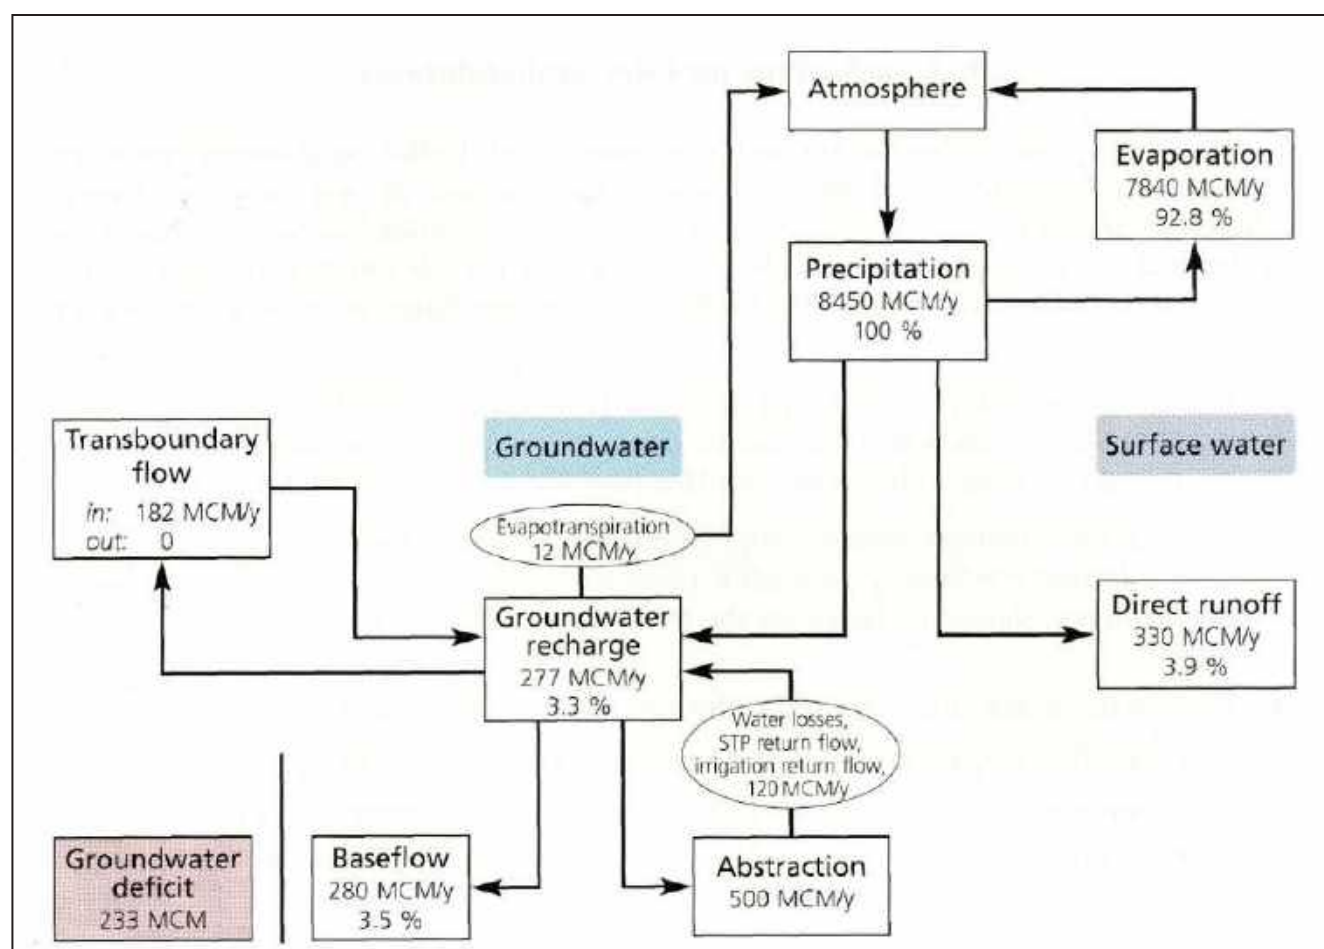 Atmosphere
Evaporation
7840 MCM/y
92.8 %
Precipitation
8450 MCM/y
100 %
Transboundary
flow
in: 182 MCM/y
out: 0
Groundwater
Surface water
Evapotranspiration
12 MCM/y
Groundwater
recharge
277 MCM/y
3.3 %
Direct runoff
330 MCM/y
3.9 %
Water losses,
STP return flow,
irrigation return flow,
120 MCM/y
Groundwater
deficit
233 MCM
Baseflow
280 MCM/y
3.5 %
Abstraction
500 MCM/y